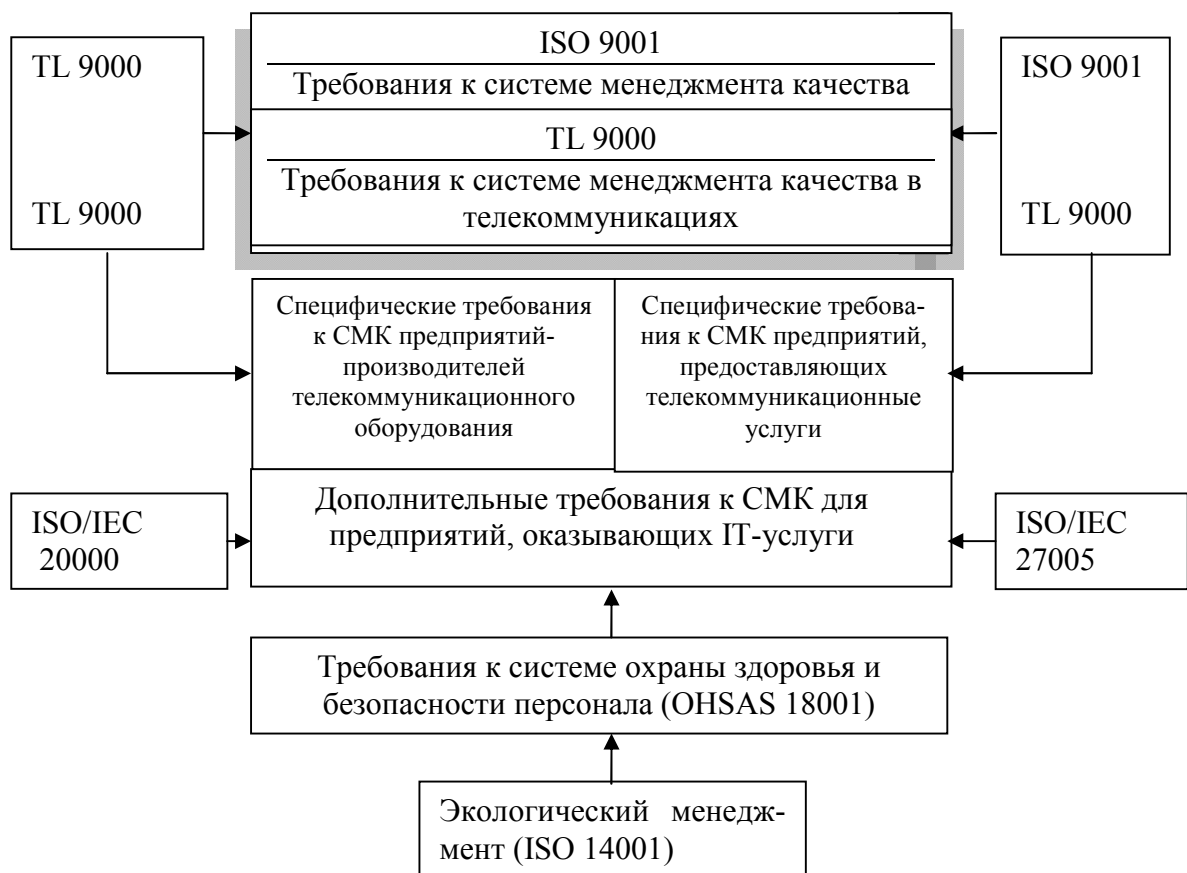 TL 9000
TL 9000
ISO 9001
Требования к системе менеджмента качества
TL 9000
Требования к системе менеджмента качества в
телекоммуникациях
ISO 9001
TL 9000
Специфические требования
к СМК предприятий-
производителей
телекоммуникационного
оборудования
Специфические требова-
ния к СМК предприятий,
предоставляющих
телекоммуникационные
услуги
ISO/IEC
20000
Дополнительные требования к СМК для
предприятий, оказывающих IT-услуги
ISO/IEC
27005
Требования к системе охраны здоровья и
безопасности персонала (OHSAS 18001)
Экологический менедж-
мент (ISO 14001)